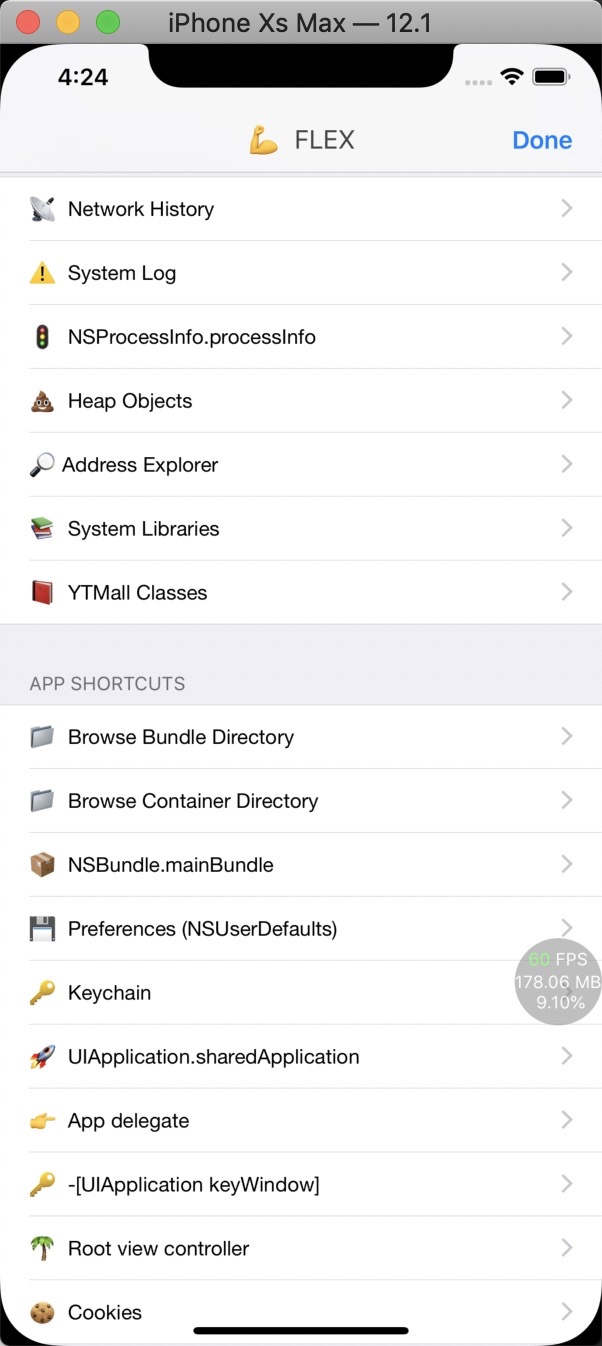 iPhone Xs Max — 12.1
4:24
💪 FLEX
Done
📡 Network History
⚠️ System Log
🚦 NSProcessInfo.processInfo
💩 Heap Objects
🔎 Address Explorer
📚 System Libraries
📕 YTMall Classes
APP SHORTCUTS
📁 Browse Bundle Directory
📁 Browse Container Directory
📦 NSBundle.mainBundle
💾 Preferences (NSUserDefaults)
60 FPS
178.06 MB
9.10%
🔑 Keychain
🚀 UIApplication.sharedApplication
👉 App delegate
🔑 -[UIApplication keyWindow]
🌴 Root view controller
🍪 Cookies